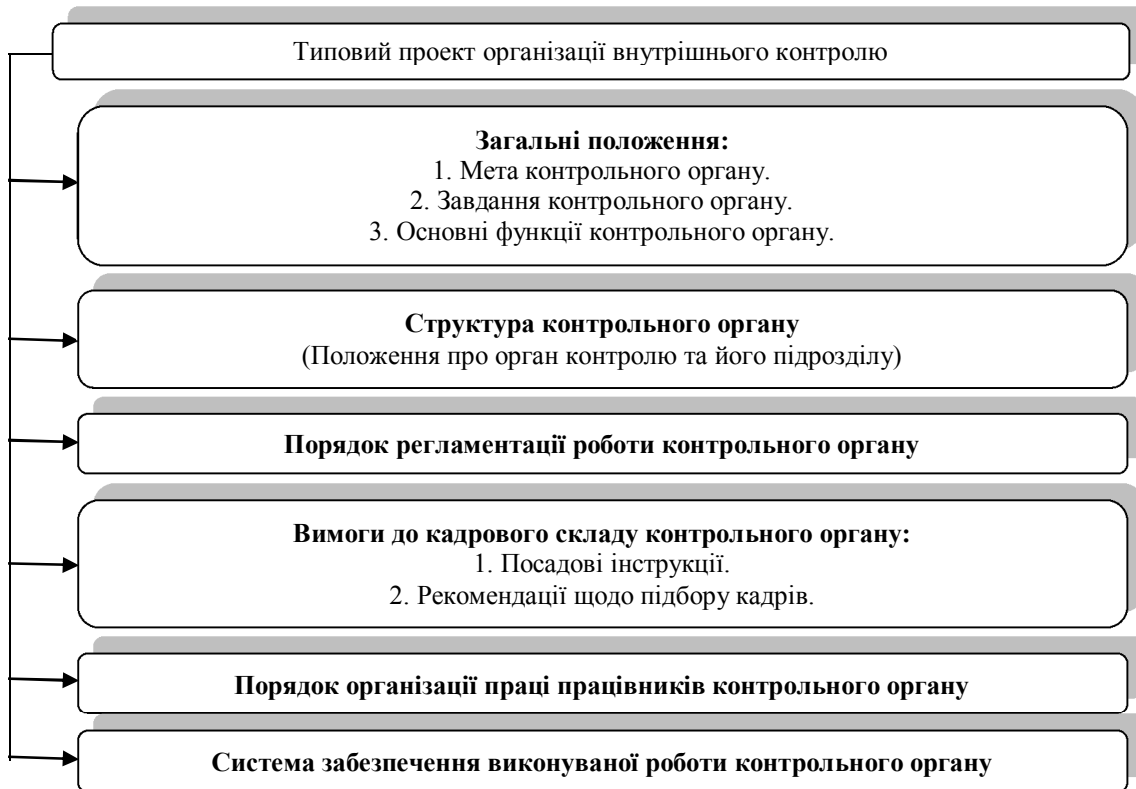 Типовий проект організації внутрішнього контролю
Загальні положення:
1. Мета контрольного органу.
2. Завдання контрольного органу.
3. Основні функції контрольного органу.
Структура контрольного органу
(Положення про орган контролю та його підрозділу)
Порядок регламентації роботи контрольного органу
Вимоги до кадрового складу контрольного органу:
1. Посадові інструкції.
2. Рекомендації щодо підбору кадрів.
Порядок організації праці працівників контрольного органу
Система забезпечення виконуваної роботи контрольного органу